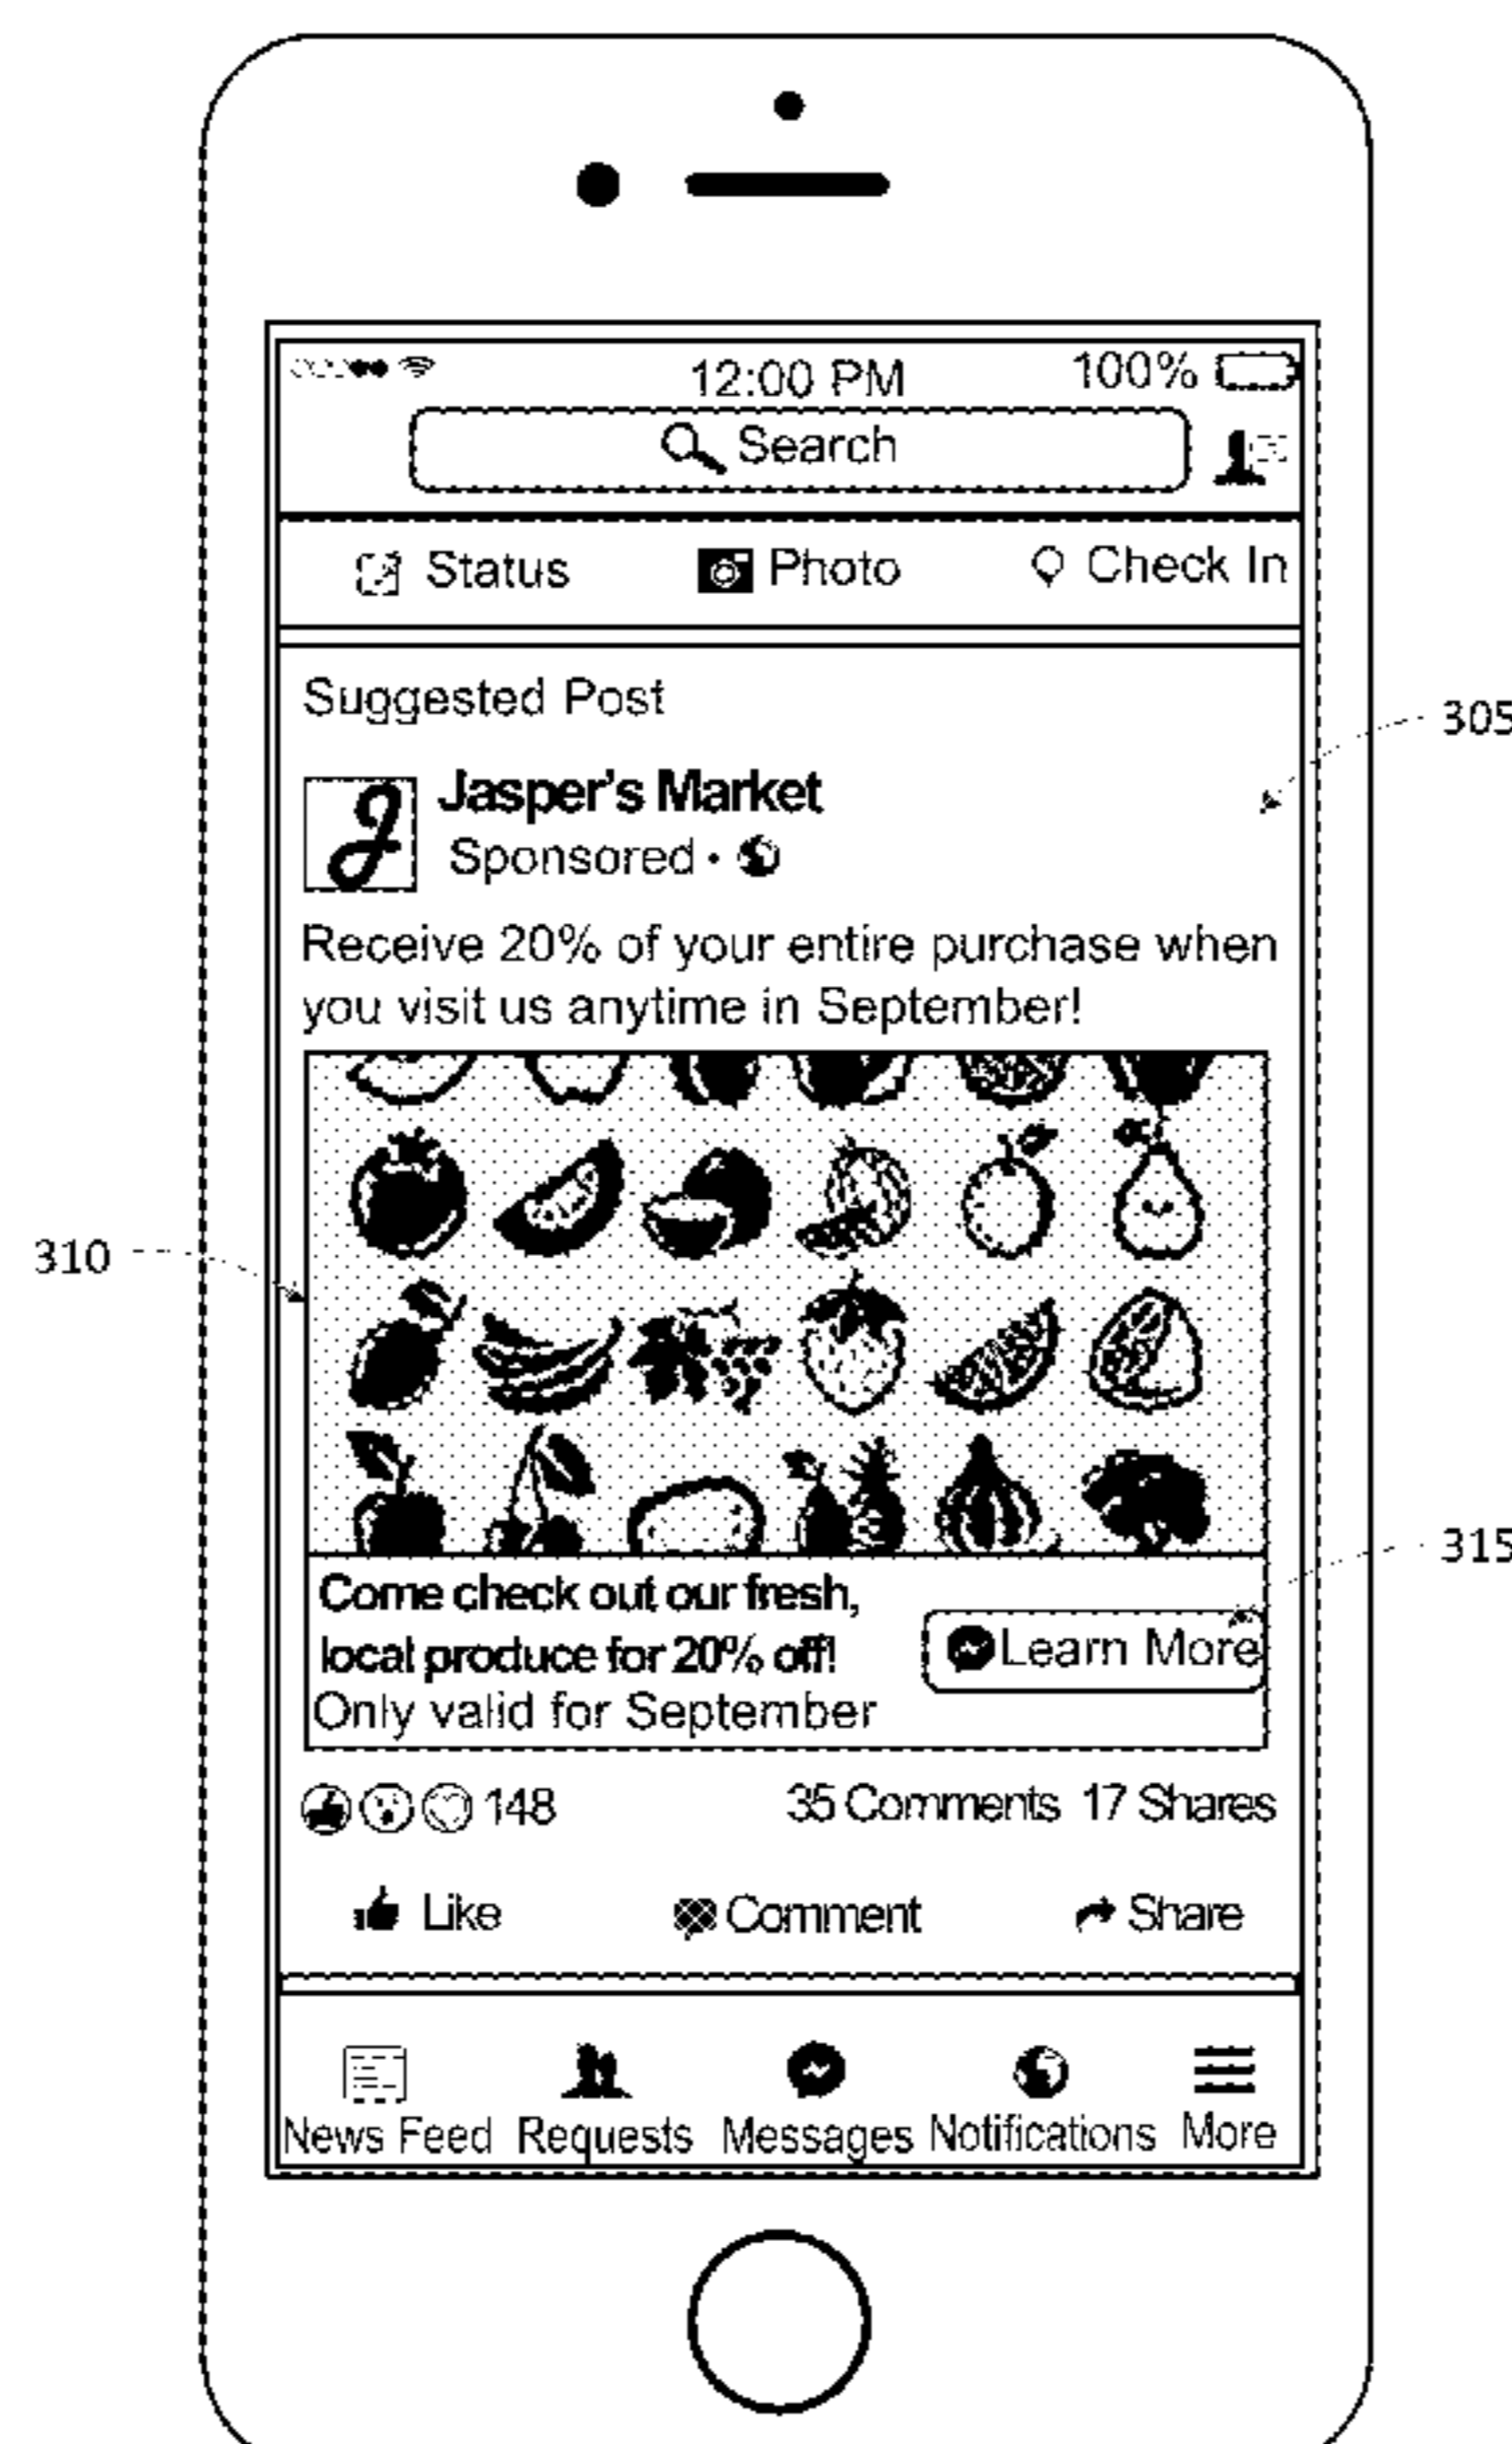 12:00 PM 100%
Search
Status Photo Check In
Suggested Post
305
J Jasper's Market
Sponsored ·
Receive 20% of your entire purchase when
you visit us anytime in September!
310
315
Come check out our fresh,
local produce for 20% off!
Learn More
Only valid for September
148 35 Comments 17 Shares
Like Comment Share
News Feed Requests Messages Notifications More